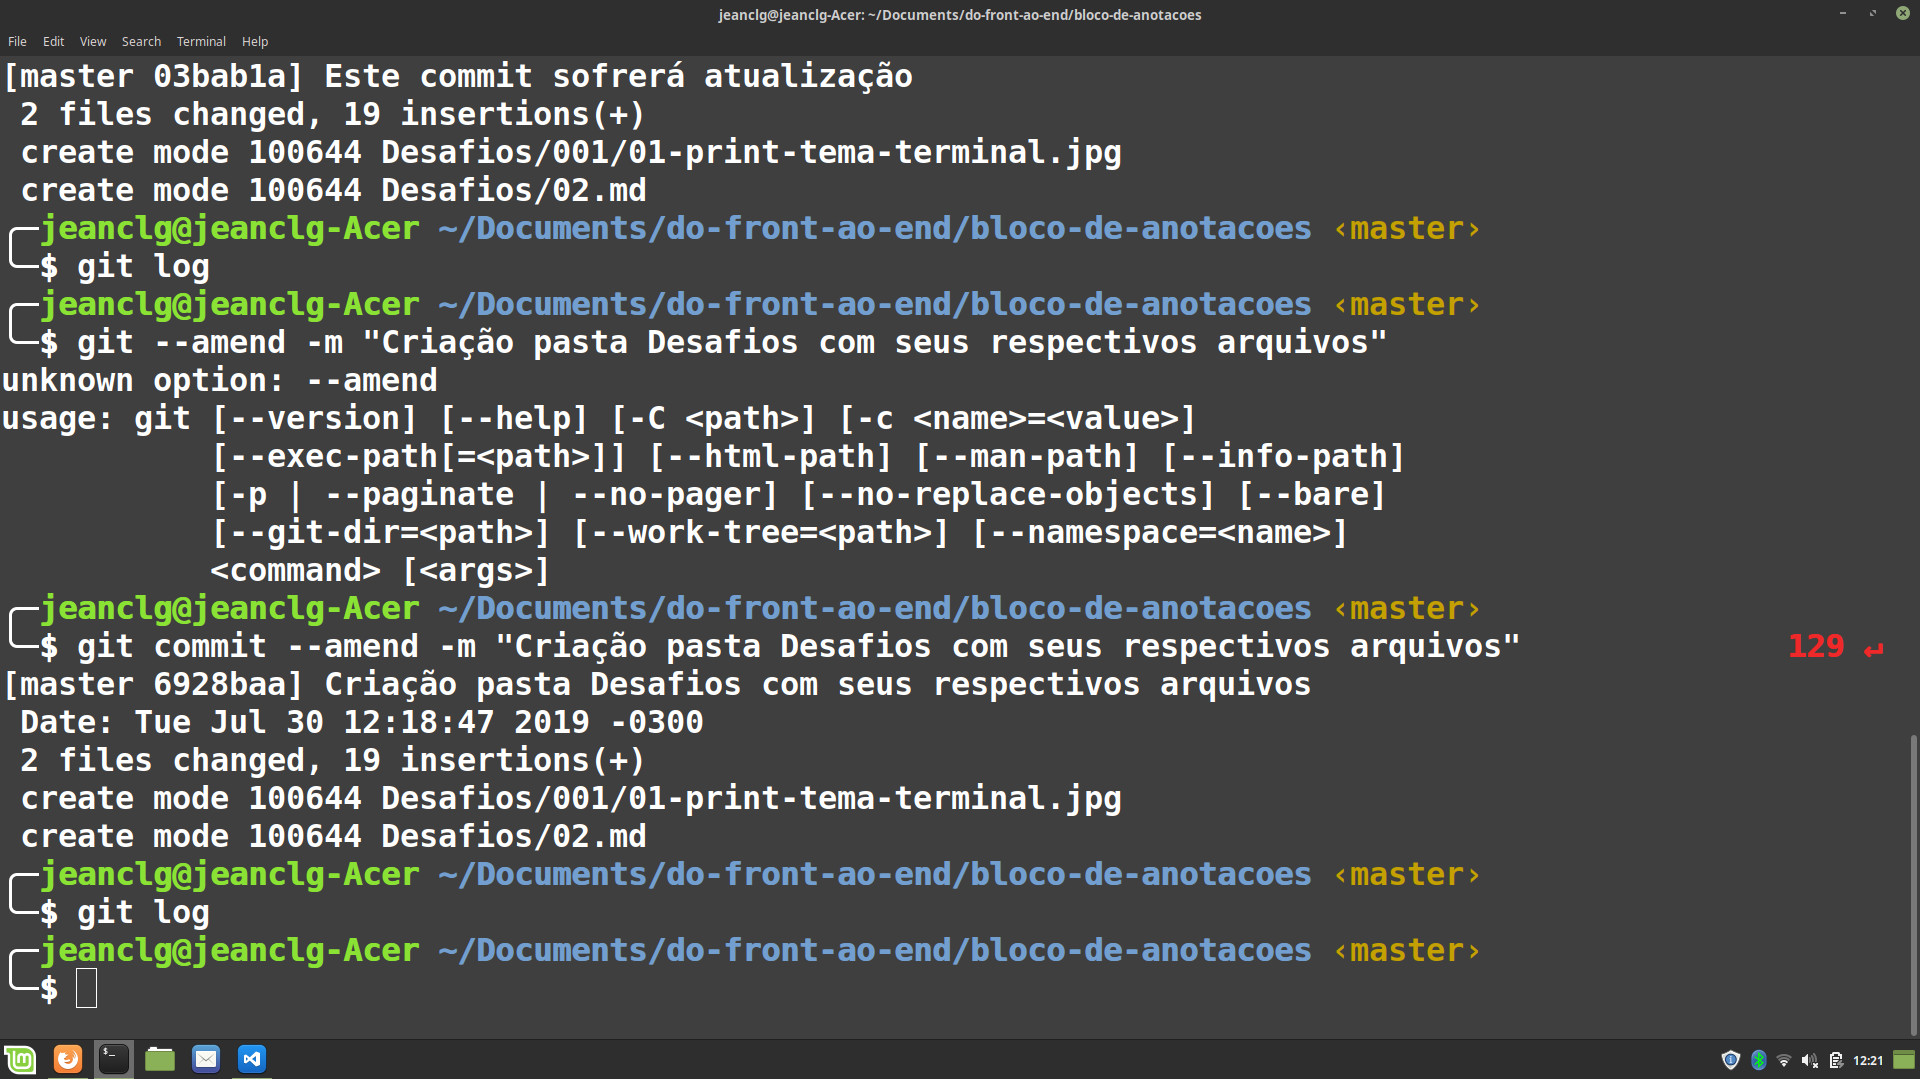 jeanclg@jeanclg-Acer: ~/Documents/do-front-ao-end/bloco-de-anotacoes
File Edit View Search Terminal Help
[master 03bab1a] Este commit sofrerá atualização
 2 files changed, 19 insertions(+)
 create mode 100644 Desafios/001/01-print-tema-terminal.jpg
 create mode 100644 Desafios/02.md
╭─jeanclg@jeanclg-Acer ~/Documents/do-front-ao-end/bloco-de-anotacoes ‹master›
╰─$ git log
╭─jeanclg@jeanclg-Acer ~/Documents/do-front-ao-end/bloco-de-anotacoes ‹master›
╰─$ git --amend -m "Criação pasta Desafios com seus respectivos arquivos"
unknown option: --amend
usage: git [--version] [--help] [-C <path>] [-c <name>=<value>]
           [--exec-path[=<path>]] [--html-path] [--man-path] [--info-path]
           [-p | --paginate | --no-pager] [--no-replace-objects] [--bare]
           [--git-dir=<path>] [--work-tree=<path>] [--namespace=<name>]
           <command> [<args>]
╭─jeanclg@jeanclg-Acer ~/Documents/do-front-ao-end/bloco-de-anotacoes ‹master›
╰─$ git commit --amend -m "Criação pasta Desafios com seus respectivos arquivos" 129 ↵
[master 6928baa] Criação pasta Desafios com seus respectivos arquivos
 Date: Tue Jul 30 12:18:47 2019 -0300
 2 files changed, 19 insertions(+)
 create mode 100644 Desafios/001/01-print-tema-terminal.jpg
 create mode 100644 Desafios/02.md
╭─jeanclg@jeanclg-Acer ~/Documents/do-front-ao-end/bloco-de-anotacoes ‹master›
╰─$ git log
╭─jeanclg@jeanclg-Acer ~/Documents/do-front-ao-end/bloco-de-anotacoes ‹master›
╰─$
12:21